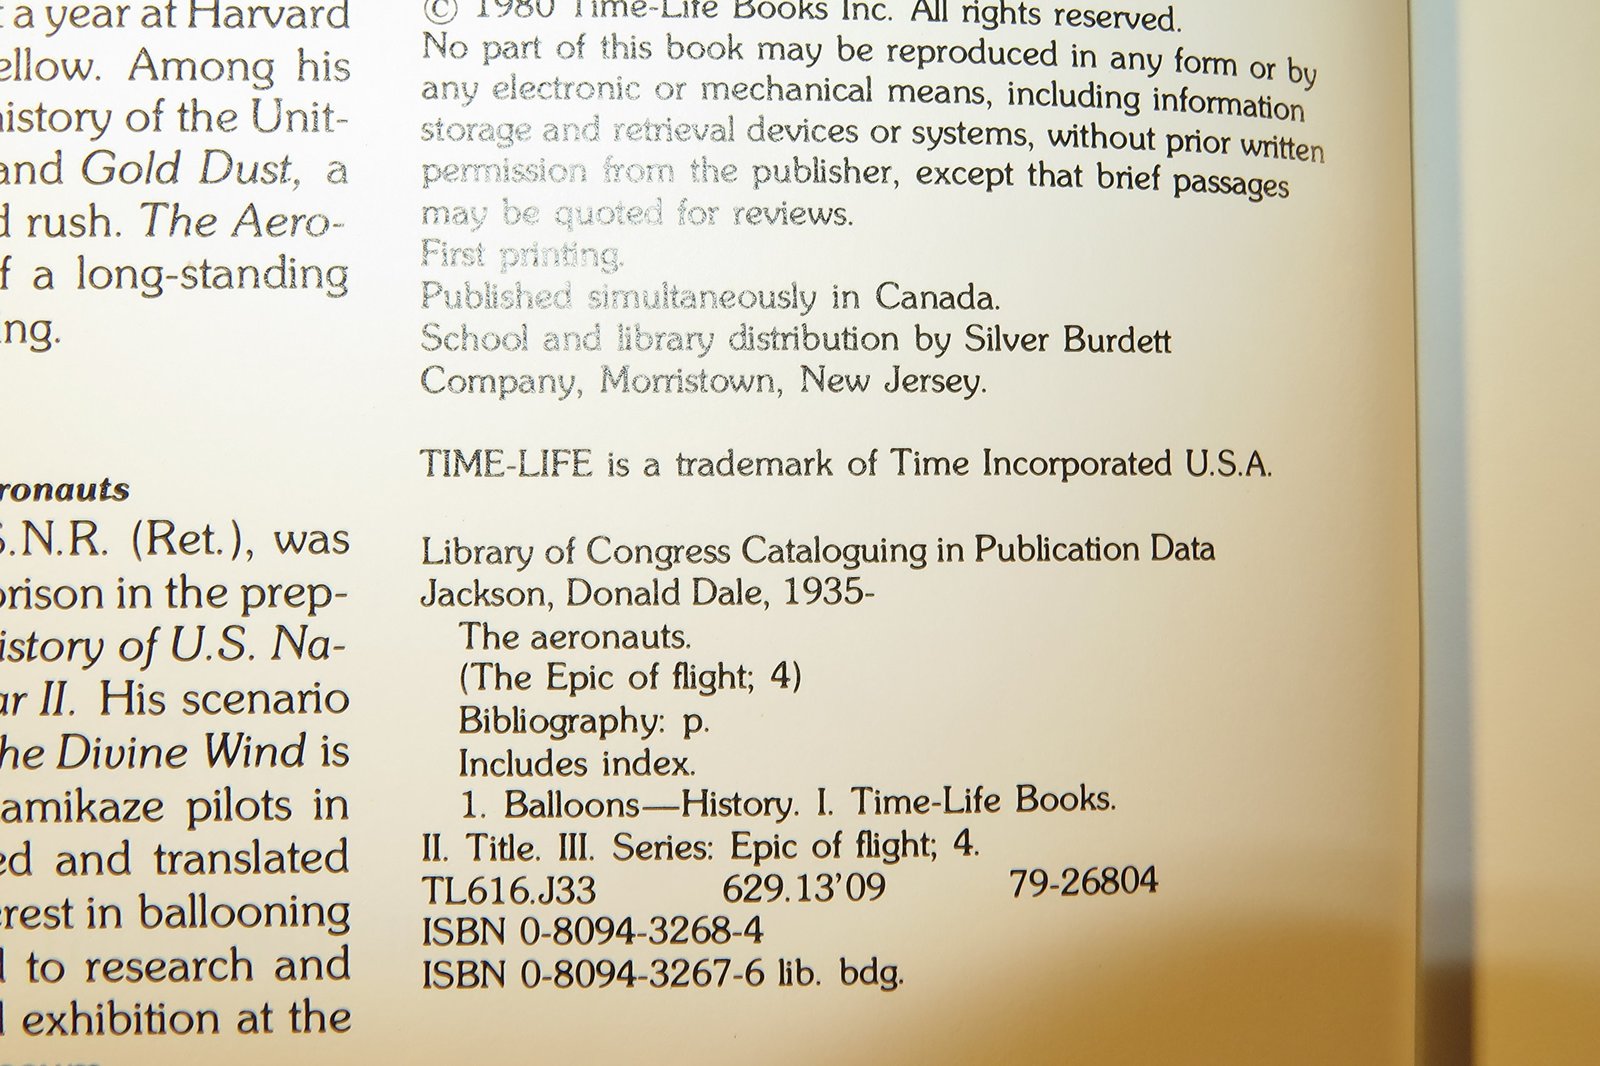 a year at Harvard
ellow. Among his
istory of the Unit-
and Gold Dust, a
rush. The Aero-
f a long-standing
ing.
ronauts
S.N.R. (Ret.), was
orison in the prep-
istory of U.S. Na-
ar II. His scenario
he Divine Wind is
amikaze pilots in
ed and translated
erest in ballooning
to research and
exhibition at the
© 1980 Time-Life Books Inc. All rights reserved.
No part of this book may be reproduced in any form or by
any electronic or mechanical means, including information
storage and retrieval devices or systems, without prior written
permission from the publisher, except that brief passages
may be quoted for reviews.
First printing.
Published simultaneously in Canada.
School and library distribution by Silver Burdett
Company, Morristown, New Jersey.
TIME-LIFE is a trademark of Time Incorporated U.S.A.
Library of Congress Cataloguing in Publication Data
Jackson, Donald Dale, 1935-
The aeronauts.
(The Epic of flight; 4)
Bibliography: p.
Includes index.
1. Balloons—History. I. Time-Life Books.
II. Title. III. Series: Epic of flight; 4.
TL616.J33 629.13'09 79-26804
ISBN 0-8094-3268-4
ISBN 0-8094-3267-6 lib. bdg.